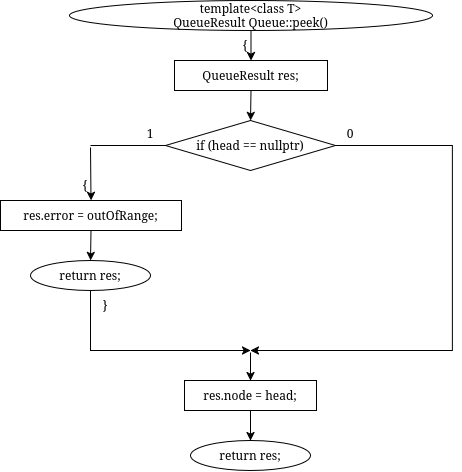 template<class T>
QueueResult Queue::peek()
{
QueueResult res;
if (head == nullptr)
1
0
{
res.error = outOfRange;
return res;
}
res.node = head;
return res;